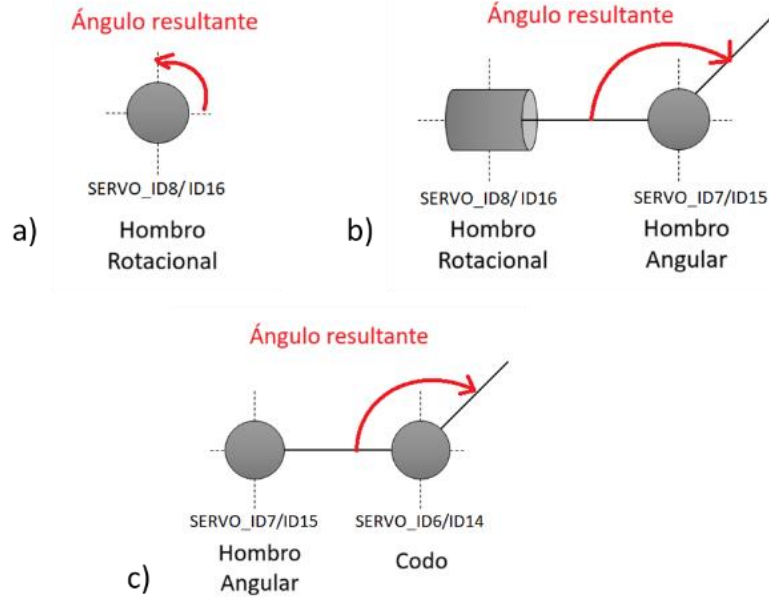 Ángulo resultante
SERVO_ID8/ ID16
a)
Hombro
Rotacional
Ángulo resultante
SERVO_ID8/ ID16
SERVO_ID7/ID15
b)
Hombro
Rotacional
Hombro
Angular
Ángulo resultante
SERVO_ID7/ID15
SERVO_ID6/ID14
Hombro
Angular
Codo
c)